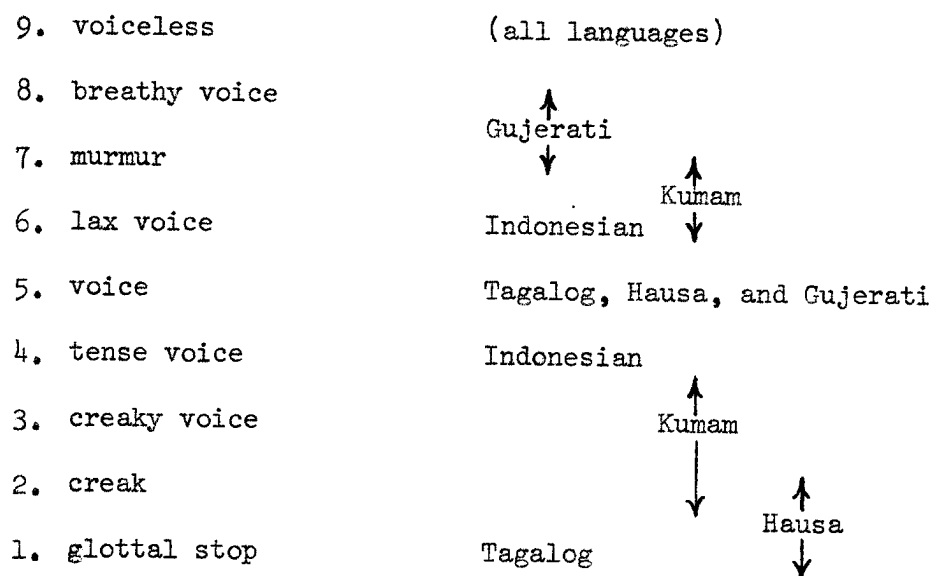 9. voiceless (all languages)
8. breathy voice
Gujerati
7. murmur
Kumam
6. lax voice Indonesian
5. voice Tagalog, Hausa, and Gujerati
4. tense voice Indonesian
3. creaky voice Kumam
2. creak
Hausa
1. glottal stop Tagalog